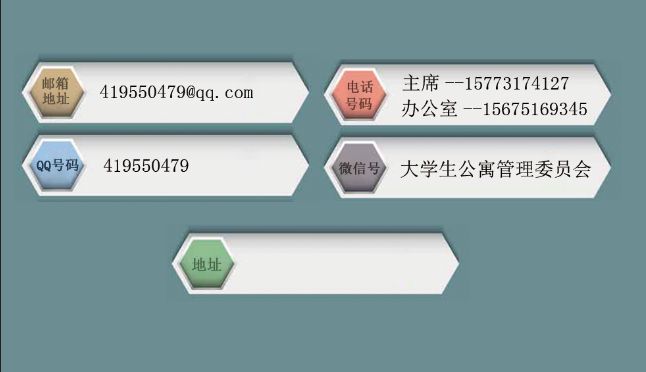 邮箱
地址
419550479@qq.com
电话
号码
主席 --15773174127
办公室 --15675169345
QQ号码
419550479
微信号
大学生公寓管理委员会
地址